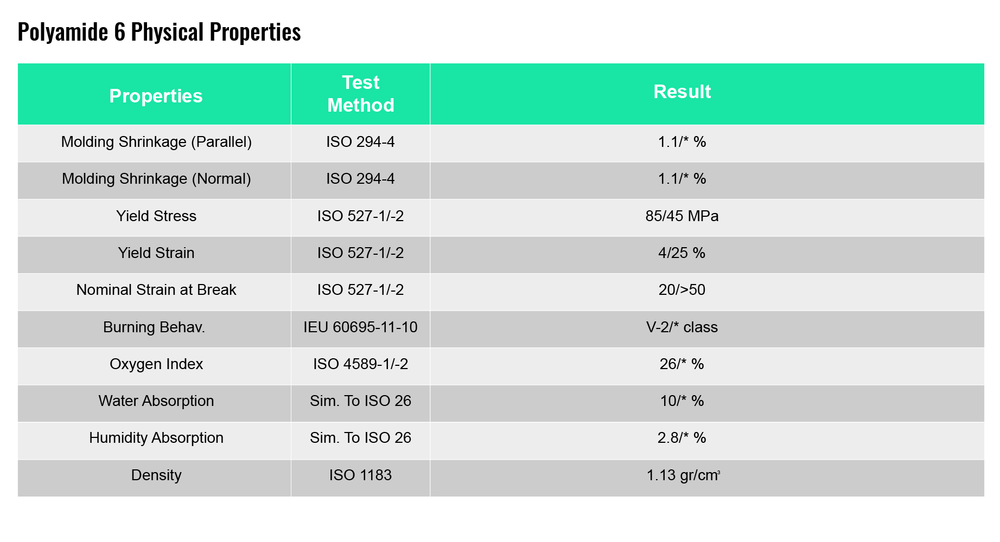 Polyamide 6 Physical Properties
Properties
Test
Method
Result
Molding Shrinkage (Parallel) ISO 294-4 1.1/* %
Molding Shrinkage (Normal) ISO 294-4 1.1/* %
Yield Stress ISO 527-1/-2 85/45 MPa
Yield Strain ISO 527-1/-2 4/25 %
Nominal Strain at Break ISO 527-1/-2 20/>50
Burning Behav. IEU 60695-11-10 V-2/* class
Oxygen Index ISO 4589-1/-2 26/* %
Water Absorption Sim. To ISO 26 10/* %
Humidity Absorption Sim. To ISO 26 2.8/* %
Density ISO 1183 1.13 gr/cm³